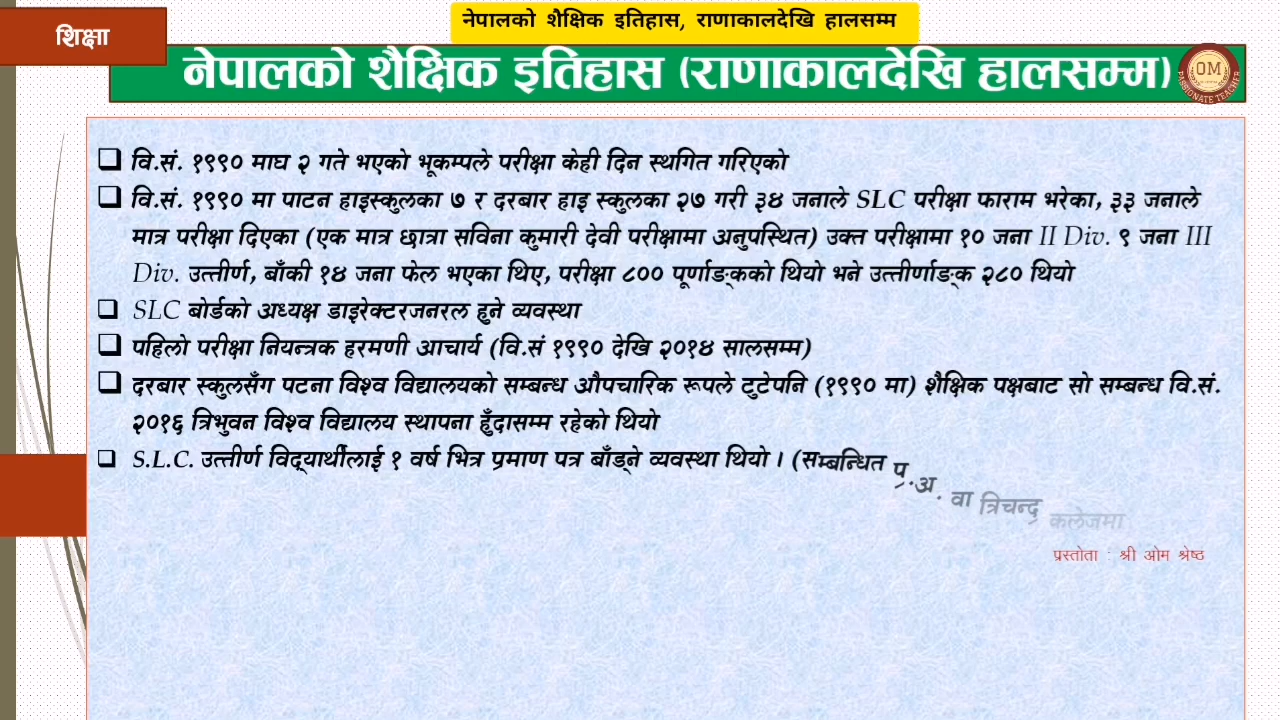 नेपालको शैक्षिक इतिहास, राणाकालदेखि हालसम्म
शिक्षा
नेपालको शैक्षिक इतिहास (राणाकालदेखि हालसम्म)
OM
PASSIONATE TEACHER
❑ वि.सं. १९९० माघ २ गते भएको भूकम्पले परीक्षा केही दिन स्थगित गरिएको
❑ वि.सं. १९९० मा पाटन हाइस्कुलका ७ र दरबार हाइ स्कुलका २७ गरी ३४ जनाले SLC परीक्षा फाराम भरेका, ३३ जनाले
मात्र परीक्षा दिएका (एक मात्र छात्रा सविना कुमारी देवी परीक्षामा अनुपस्थित) उक्त परीक्षामा १० जना II Div. ९ जना III
Div. उत्तीर्ण, बाँकी १४ जना फेल भएका थिए, परीक्षा ८०० पूर्णाङ्कको थियो भने उत्तीर्णाङ्क २८० थियो
❑ SLC बोर्डको अध्यक्ष डाइरेक्टरजनरल हुने व्यवस्था
❑ पहिलो परीक्षा नियन्त्रक हरमणी आचार्य (वि.सं १९९० देखि २०१४ सालसम्म)
❑ दरबार स्कुलसँग पटना विश्व विद्यालयको सम्बन्ध औपचारिक रूपले टुटेपनि (१९९० मा) शैक्षिक पक्षबाट सो सम्बन्ध वि.सं.
२०१६ त्रिभुवन विश्व विद्यालय स्थापना हुँदासम्म रहेको थियो
❑ S.L.C. उत्तीर्ण विद्यार्थीलाई १ वर्ष भित्र प्रमाण पत्र बाँड्ने व्यवस्था थियो । (सम्बन्धित प्र.अ. वा त्रिचन्द्र कलेजमा
प्रस्तोता : श्री ओम श्रेष्ठ